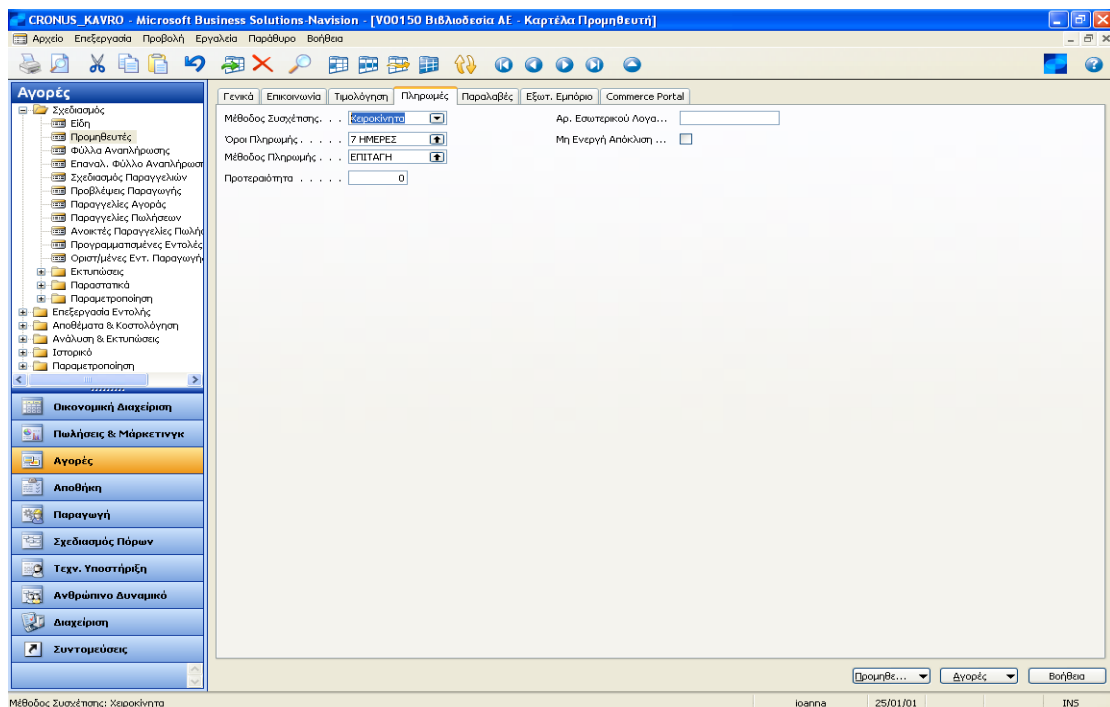 CRONUS_KAVRO - Microsoft Business Solutions-Navision - [V00150 Βιβλιοδεσία ΑΕ - Καρτέλα Προμηθευτή]
Αρχείο Επεξεργασία Προβολή Εργαλεία Παράθυρο Βοήθεια
Αγορές
Σχεδιασμός
Είδη
Προμηθευτές
Φύλλα Αναπλήρωσης
Επαναλ. Φύλλο Αναπλήρωσ
Σχεδιασμός Παραγγελιών
Προβλέψεις Παραγωγής
Παραγγελίες Αγοράς
Παραγγελίες Πωλήσεων
Ανοικτές Παραγγελίες Πωλήσ
Προγραμματισμένες Εντολές
Οριστ/μένες Εντ. Παραγωγή
Εκτυπώσεις
Παραστατικά
Παραμετροποίηση
Επεξεργασία Εντολής
Αποθέματα & Κοστολόγηση
Ανάλυση & Εκτυπώσεις
Ιστορικό
Παραμετροποίηση
Οικονομική Διαχείριση
Πωλήσεις & Μάρκετινγκ
Αγορές
Αποθήκη
Παραγωγή
Σχεδιασμός Πόρων
Τεχν. Υποστήριξη
Ανθρώπινο Δυναμικό
Διαχείριση
Συντομεύσεις
Γενικά Επικοινωνία Τιμολόγηση Πληρωμές Παραλαβές Εξωτ. Εμπόριο Commerce Portal
Μέθοδος Συσχέτισης. . . Χειροκίνητα Αρ. Εσωτερικού Λογα...
Όροι Πληρωμής . . . . . 7 ΗΜΕΡΕΣ Μη Ενεργή Απόκλιση ...
Μέθοδος Πληρωμής . . . ΕΠΙΤΑΓΗ
Προτεραιότητα . . . . . 0
Προμηθε... Αγορές Βοήθεια
Μέθοδος Συσχέτισης: Χειροκίνητα ioanna 25/01/01 INS